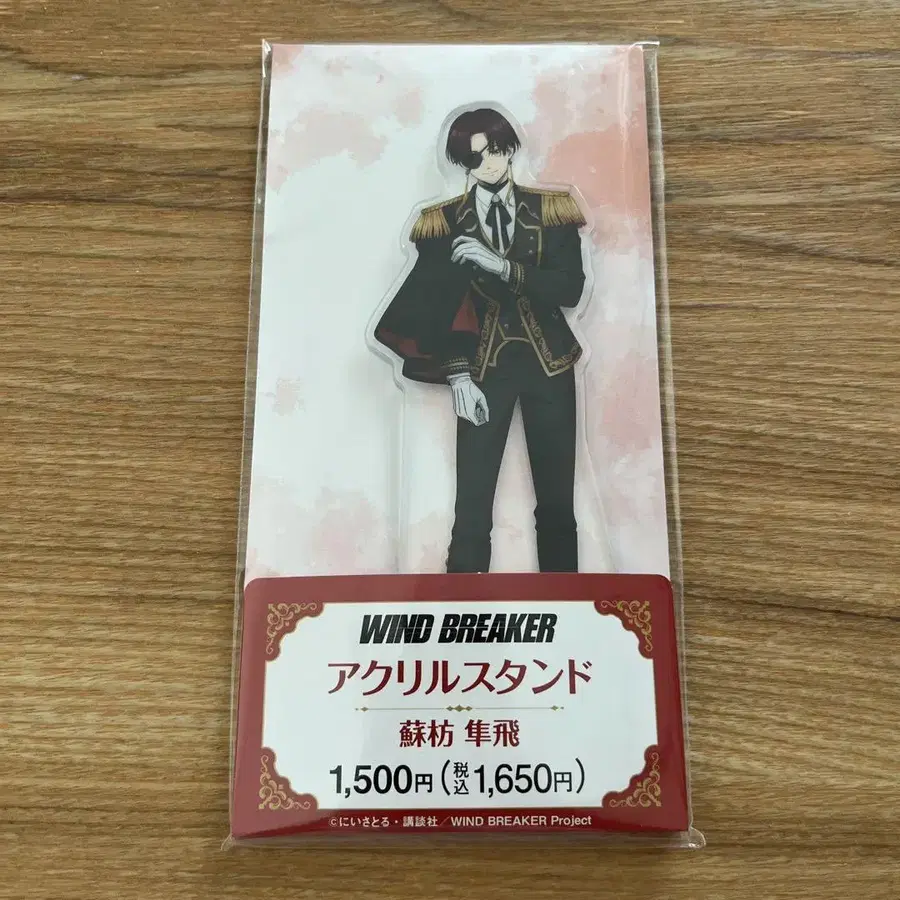 WIND BREAKER
アクリルスタンド
蘇枋 隼飛
1,500円(税込1,650円)
©にいさとる・講談社/WIND BREAKER Project